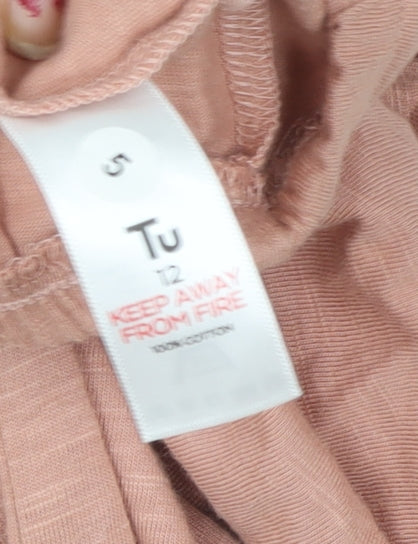 5
Tu
12
KEEP AWAY
FROM FIRE
100% COTTON